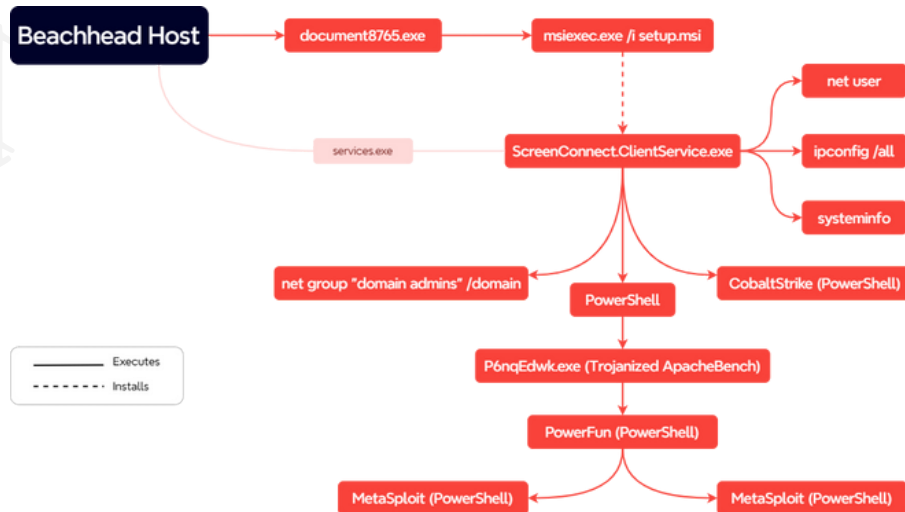 Beachhead Host
document8765.exe
msiexec.exe /i setup.msi
net user
services.exe
ScreenConnect.ClientService.exe
ipconfig /all
systeminfo
net group "domain admins" /domain
CobaltStrike (PowerShell)
PowerShell
Executes
Installs
P6nqEdwk.exe (Trojanized ApacheBench)
PowerFun (PowerShell)
MetaSploit (PowerShell)
MetaSploit (PowerShell)